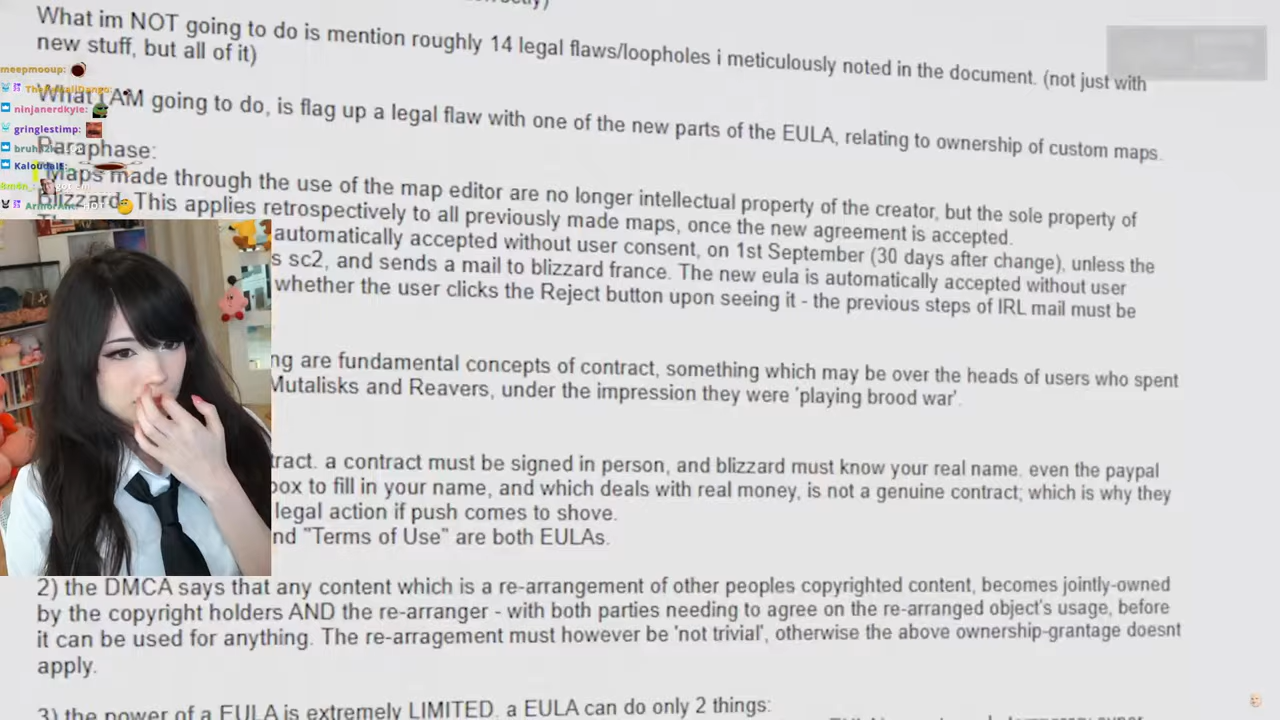 What im NOT going to do is mention roughly 14 legal flaws/loopholes i meticulously noted in the document. (not just with
new stuff, but all of it)
meepmooup:
ninjanerdkyle:
gringlestimp:
What I AM going to do, is flag up a legal flaw with one of the new parts of the EULA, relating to ownership of custom maps.
Paraphase:
"Maps made through the use of the map editor are no longer intellectual property of the creator, but the sole property of
Blizzard. This applies retrospectively to all previously made maps, once the new agreement is accepted.
automatically accepted without user consent, on 1st September (30 days after change), unless the
s sc2, and sends a mail to blizzard france. The new eula is automatically accepted without user
whether the user clicks the Reject button upon seeing it - the previous steps of IRL mail must be
ng are fundamental concepts of contract, something which may be over the heads of users who spent
Mutalisks and Reavers, under the impression they were 'playing brood war'.
tract. a contract must be signed in person, and blizzard must know your real name. even the paypal
box to fill in your name, and which deals with real money, is not a genuine contract; which is why they
legal action if push comes to shove.
nd "Terms of Use" are both EULAs.
2) the DMCA says that any content which is a re-arrangement of other peoples copyrighted content, becomes jointly-owned
by the copyright holders AND the re-arranger - with both parties needing to agree on the re-arranged object's usage, before
it can be used for anything. The re-arragement must however be 'not trivial', otherwise the above ownership-grantage doesnt
apply.
3) the power of a EULA is extremely LIMITED. a EULA can do only 2 things: